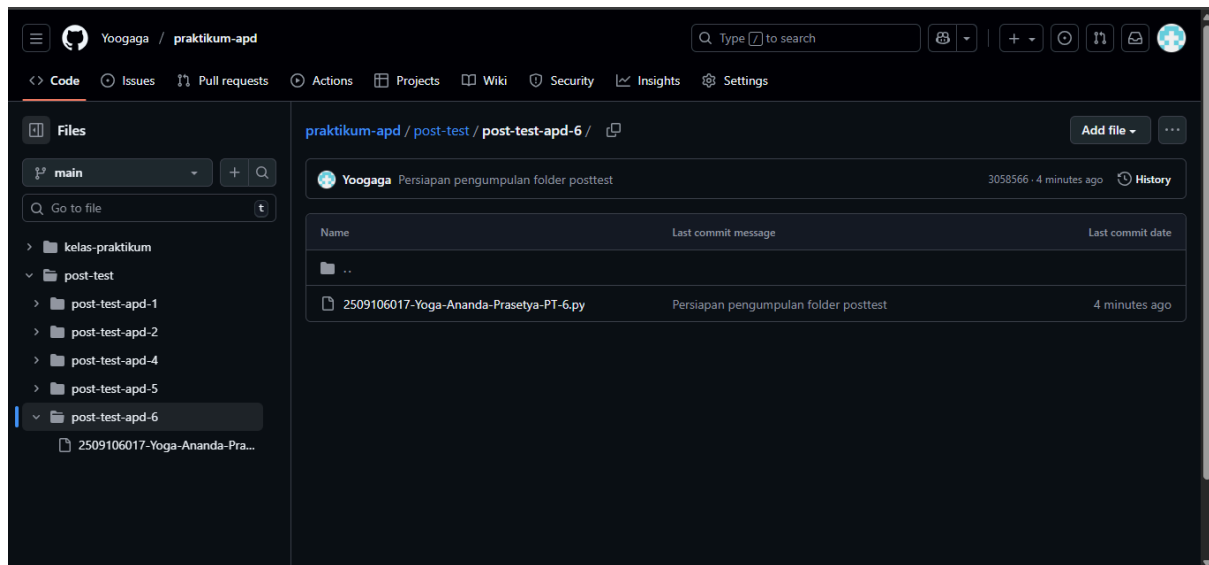 Yoogaga / praktikum-apd
Type / to search
Code Issues Pull requests Actions Projects Wiki Security Insights Settings
Files
main
Go to file t
kelas-praktikum
post-test
post-test-apd-1
post-test-apd-2
post-test-apd-4
post-test-apd-5
post-test-apd-6
2509106017-Yoga-Ananda-Pra...
praktikum-apd / post-test / post-test-apd-6 /
Add file
Yoogaga Persiapan pengumpulan folder posttest 3058566 · 4 minutes ago History
Name Last commit message Last commit date
..
2509106017-Yoga-Ananda-Prasetya-PT-6.py Persiapan pengumpulan folder posttest 4 minutes ago